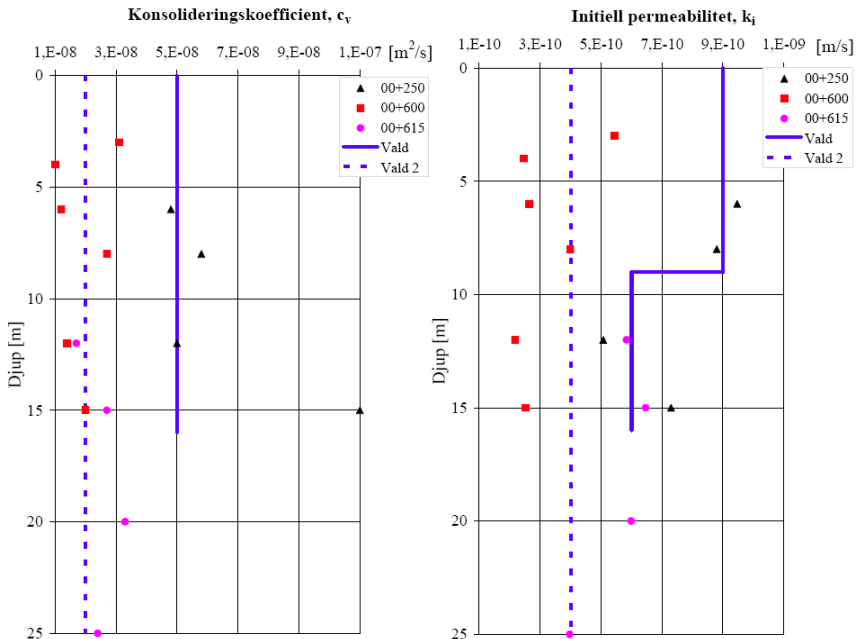 Konsolideringskoefficient, cv
1,E-08 3,E-08 5,E-08 7,E-08 9,E-08 1,E-07 [m2/s]
0
5
10
15
20
25
Djup [m]
00+250
00+600
00+615
Vald
Vald 2
Initiell permeabilitet, ki
1,E-10 3,E-10 5,E-10 7,E-10 9,E-10 1,E-09 [m/s]
0
5
10
15
20
25
Djup [m]
00+250
00+600
00+615
Vald
Vald 2